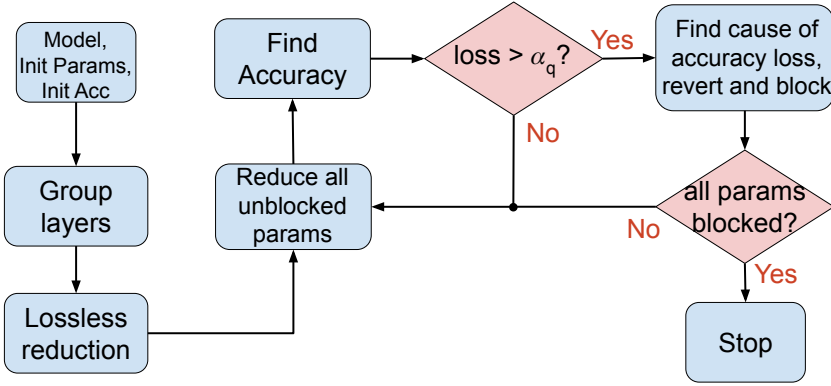 Model,
Init Params,
Init Acc
Group
layers
Lossless
reduction
Reduce all
unblocked
params
Find
Accuracy
loss > αq?
Yes
No
Find cause of
accuracy loss,
revert and block
all params
blocked?
No
Yes
Stop